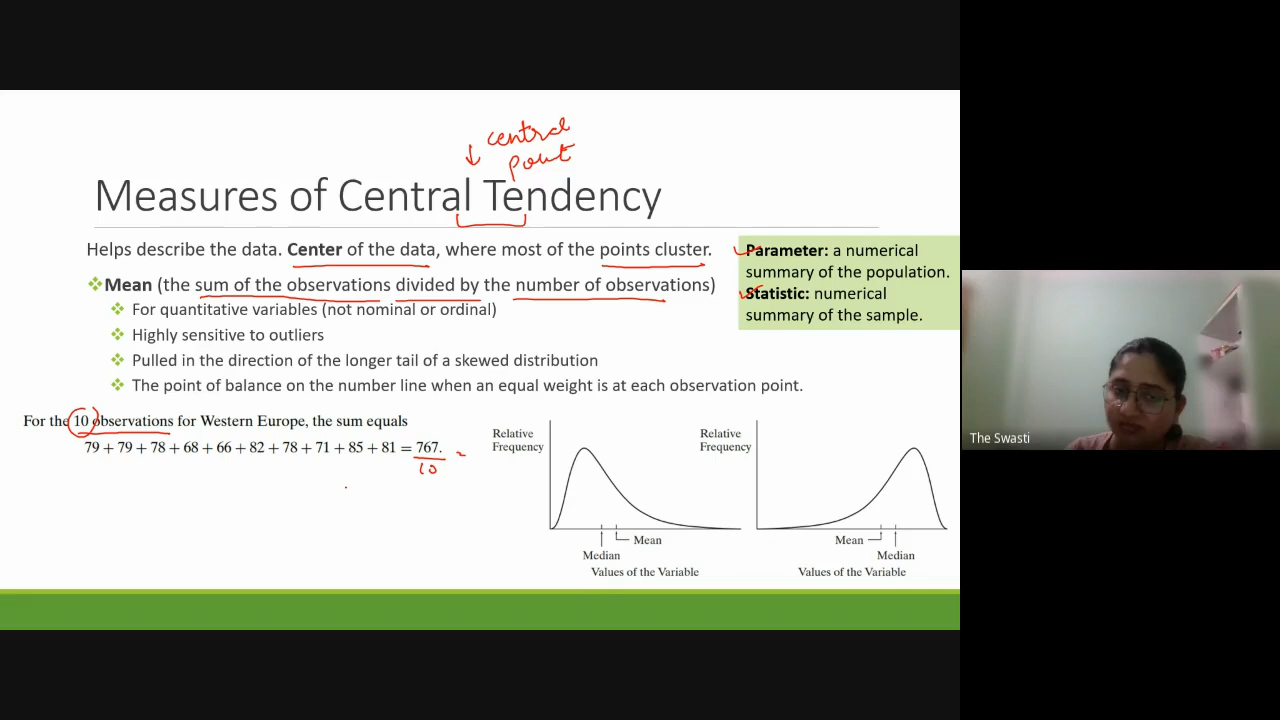 central
point
Measures of Central Tendency
Helps describe the data. Center of the data, where most of the points cluster.
❖Mean (the sum of the observations divided by the number of observations)
❖ For quantitative variables (not nominal or ordinal)
❖ Highly sensitive to outliers
❖ Pulled in the direction of the longer tail of a skewed distribution
❖ The point of balance on the number line when an equal weight is at each observation point.
Parameter: a numerical
summary of the population.
Statistic: numerical
summary of the sample.
For the 10 observations for Western Europe, the sum equals
79 + 79 + 78 + 68 + 66 + 82 + 78 + 71 + 85 + 81 = 767.
10
=
Relative
Frequency
Mean
Median
Values of the Variable
Relative
Frequency
Mean
Median
Values of the Variable
The Swasti